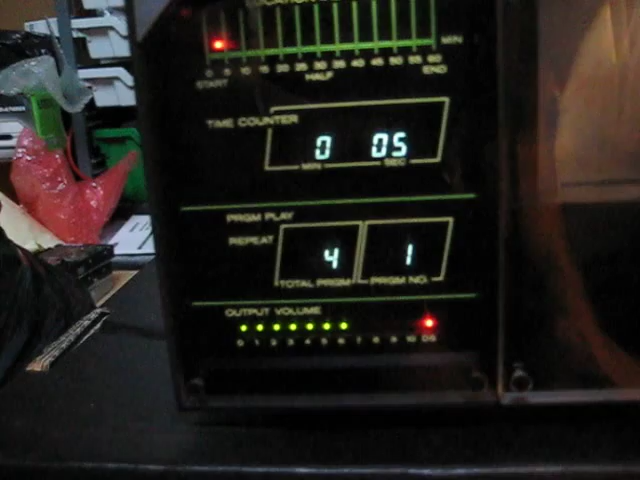 LOCATION
MIN
0 5 10 15 20 25 30 35 40 45 50 55 60
START HALF END
TIME COUNTER
0 05
MIN SEC
PRGM PLAY
REPEAT
4 1
TOTAL PRGM PRGM NO.
OUTPUT VOLUME
0 1 2 3 4 5 6 7 8 9 10